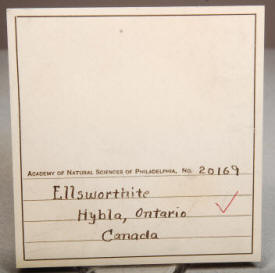 ACADEMY OF NATURAL SCIENCES OF PHILADELPHIA, NO. 20169
Ellsworthite
Hybla, Ontario
Canada